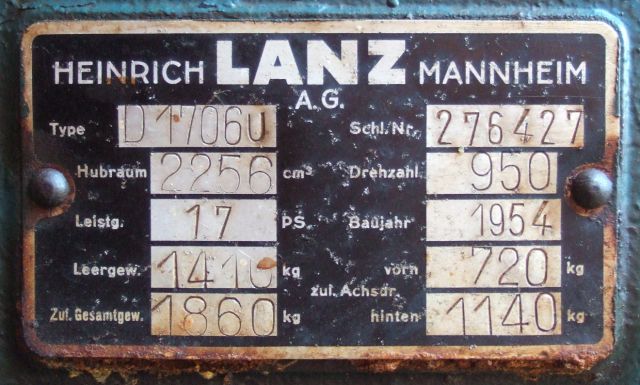 HEINRICH LANZ MANNHEIM
A.G.
Type D 1706 U Schl. Nr. 276427
Hubraum 2256 cm³ Drehzahl 950
Leistg. 17 PS. Baujahr 1954
Leergew. 1410 kg vorn 720 kg
zul. Achsdr.
Zul. Gesamtgew. 1860 kg hinten 1140 kg